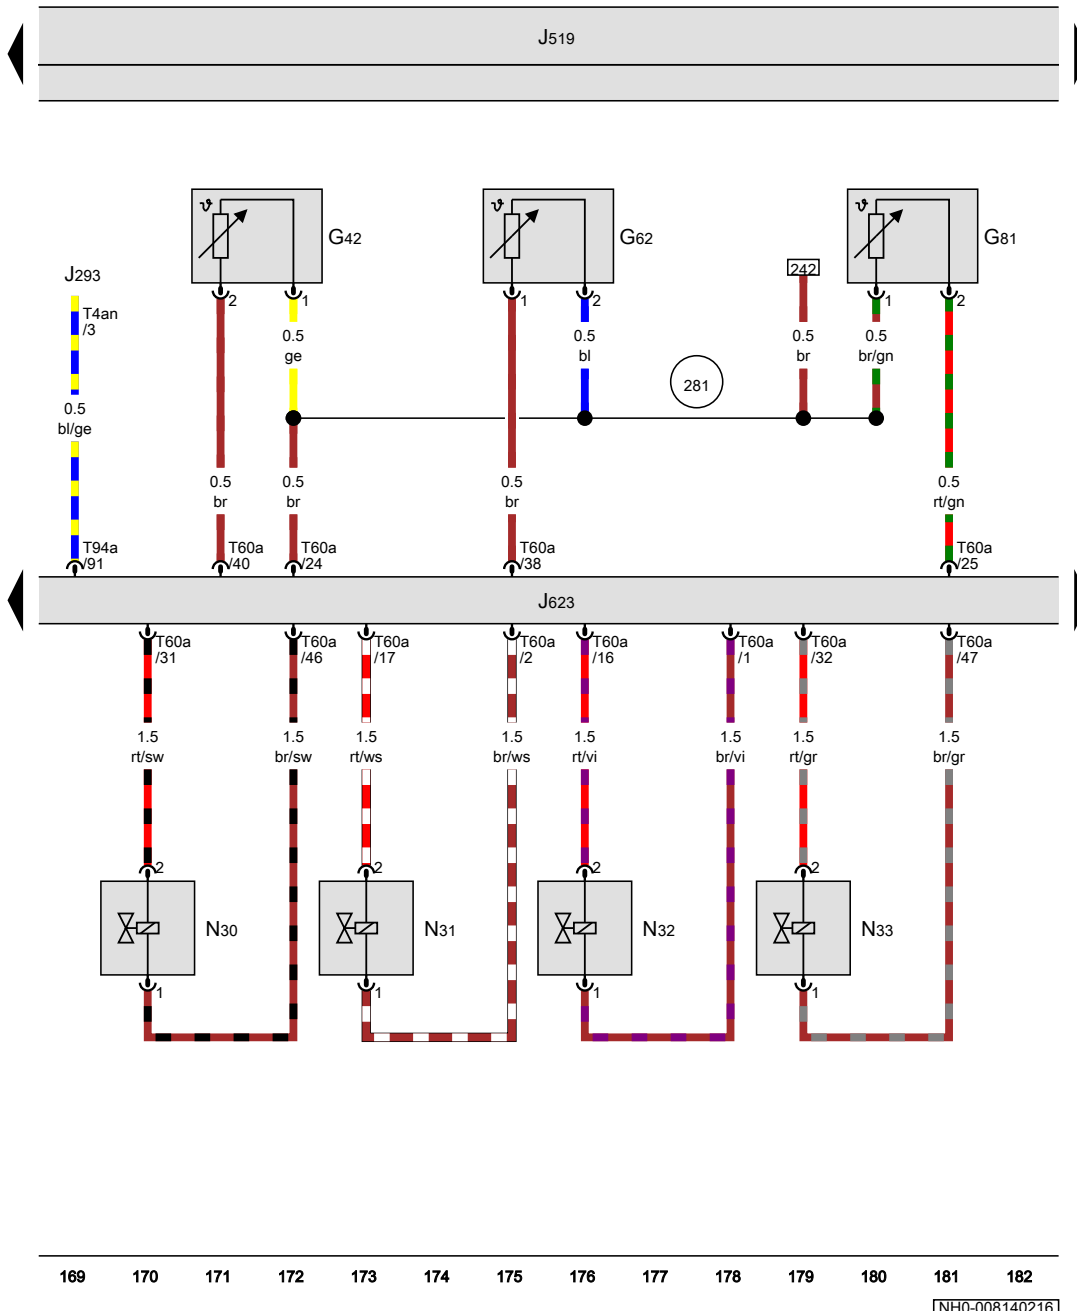 J519
G42
G62
G81
J293
242
T4an
/3
2
1
1
2
1
2
0.5
ge
0.5
bl
0.5
br
0.5
br/gn
281
0.5
bl/ge
0.5
br
0.5
br
0.5
br
0.5
rt/gn
T94a
/91
T60a
/40
T60a
/24
T60a
/38
T60a
/25
J623
T60a
/31
T60a
/46
T60a
/17
T60a
/2
T60a
/16
T60a
/1
T60a
/32
T60a
/47
1.5
rt/sw
1.5
br/sw
1.5
rt/ws
1.5
br/ws
1.5
rt/vi
1.5
br/vi
1.5
rt/gr
1.5
br/gr
2
2
2
2
N30
N31
N32
N33
1
1
1
1
169 170 171 172 173 174 175 176 177 178 179 180 181 182
NH0-008140216